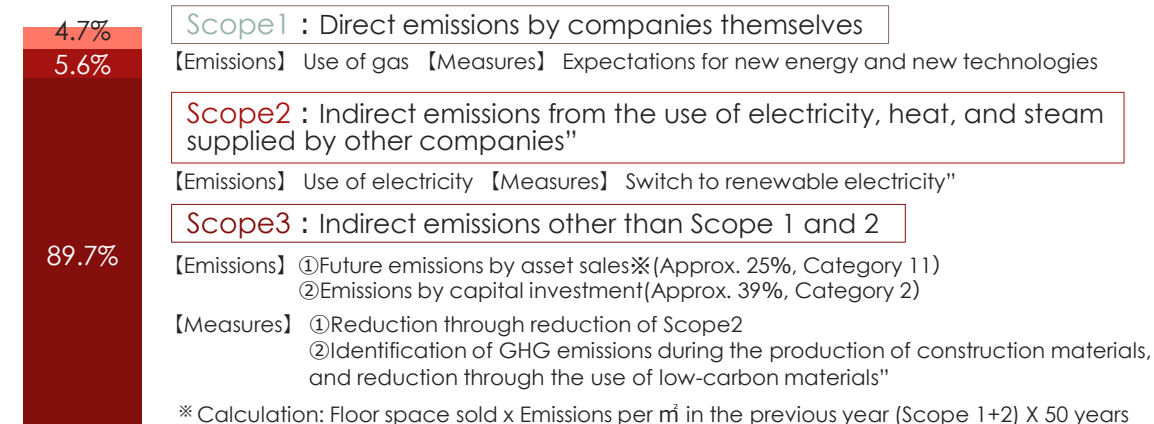 4.7%
Scope1：Direct emissions by companies themselves
5.6%
【Emissions】 Use of gas 【Measures】 Expectations for new energy and new technologies
Scope2：Indirect emissions from the use of electricity, heat, and steam
supplied by other companies”
【Emissions】 Use of electricity 【Measures】 Switch to renewable electricity”
Scope3：Indirect emissions other than Scope 1 and 2
89.7%
【Emissions】①Future emissions by asset sales※(Approx. 25%, Category 11）
②Emissions by capital investment(Approx. 39%, Category 2）
【Measures】 ①Reduction through reduction of Scope2
②Identification of GHG emissions during the production of construction materials,
and reduction through the use of low-carbon materials”
※ Calculation: Floor space sold x Emissions per ㎡ in the previous year (Scope 1+2) X 50 years